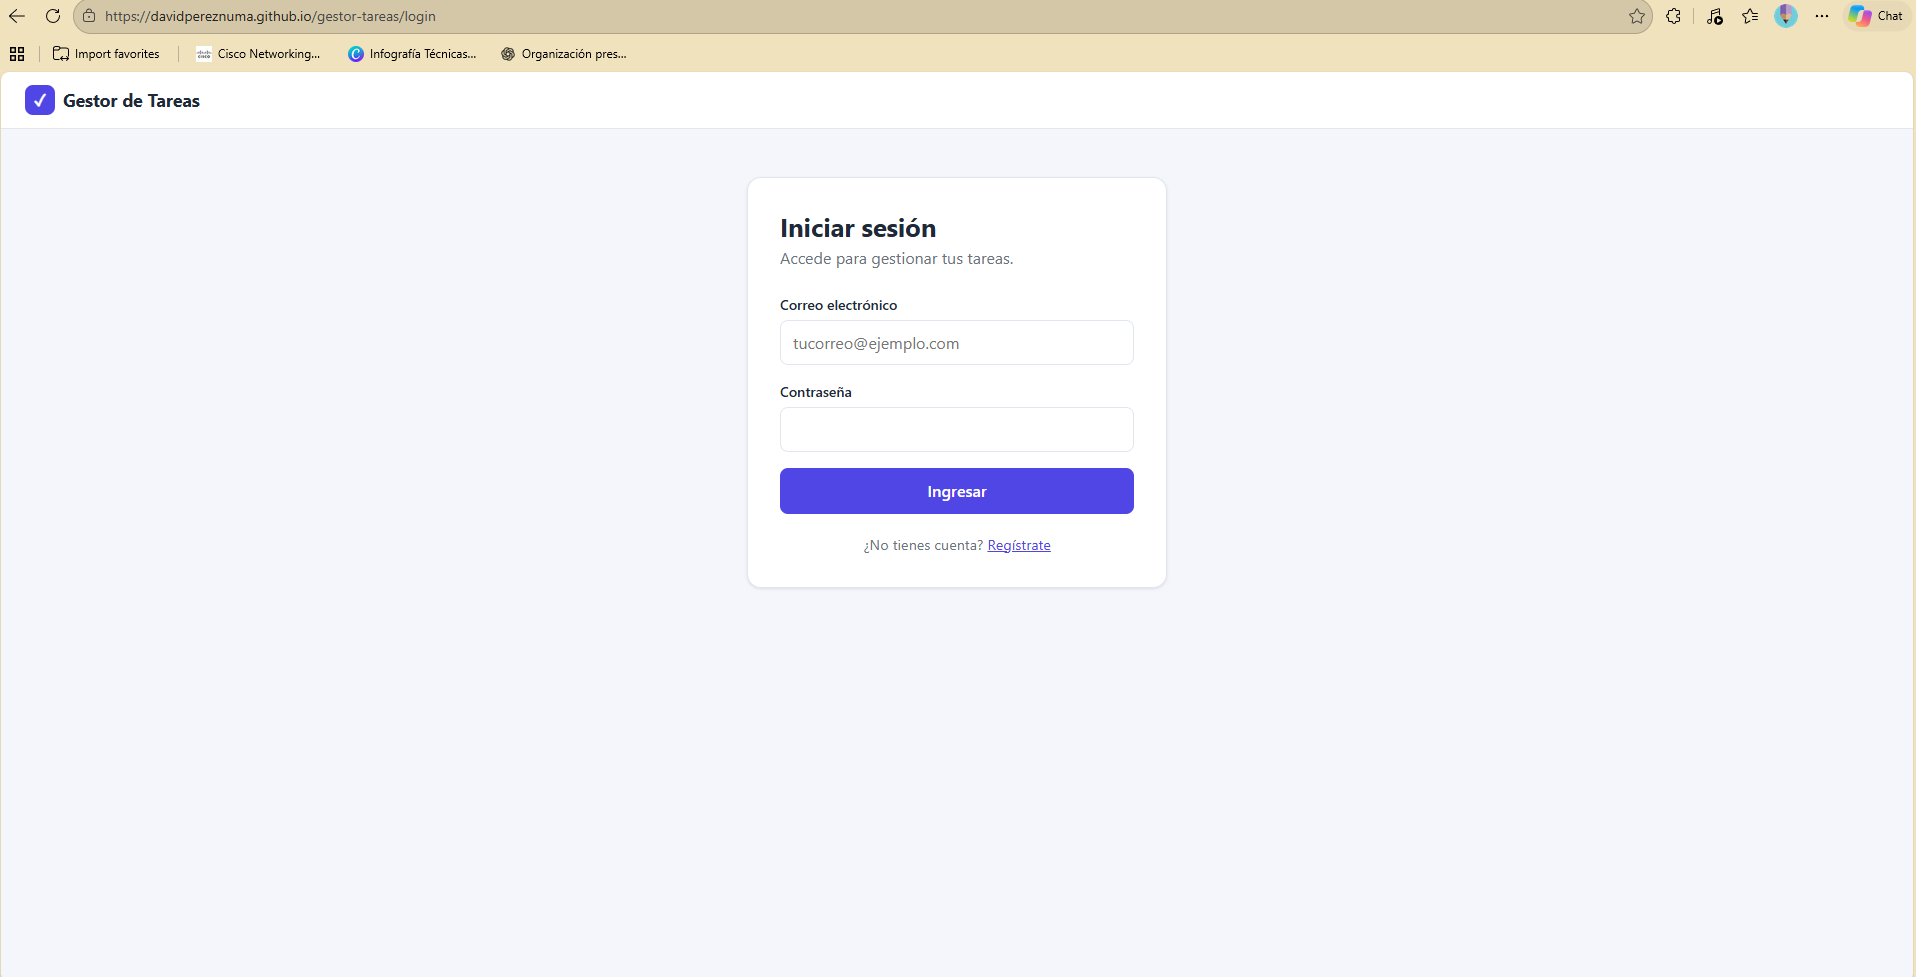 https://davidpereznuma.github.io/gestor-tareas/login
Chat
Import favorites
Cisco Networking...
Infografía Técnicas...
Organización pres...
Gestor de Tareas
Iniciar sesión
Accede para gestionar tus tareas.
Correo electrónico
tucorreo@ejemplo.com
Contraseña
Ingresar
¿No tienes cuenta? Regístrate